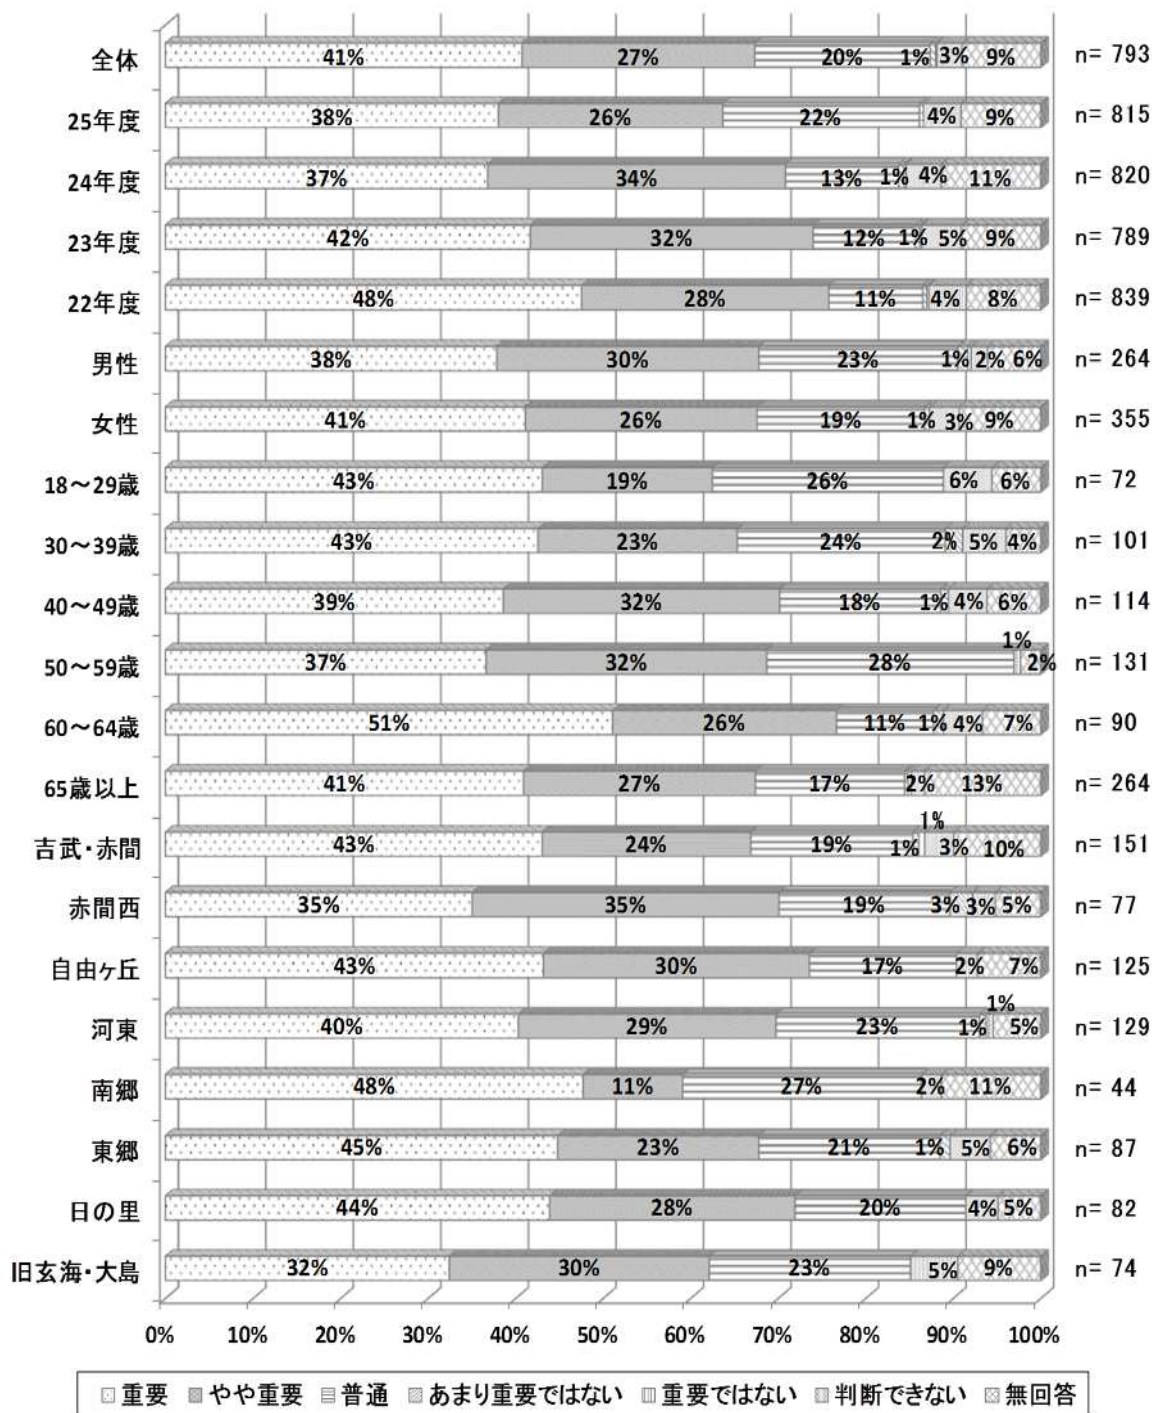 全体 41% 27% 20% 1% 3% 9% n= 793
25年度 38% 26% 22% 4% 9% n= 815
24年度 37% 34% 13% 1% 4% 11% n= 820
23年度 42% 32% 12% 1% 5% 9% n= 789
22年度 48% 28% 11% 4% 8% n= 839
男性 38% 30% 23% 1% 2% 6% n= 264
女性 41% 26% 19% 1% 3% 9% n= 355
18～29歳 43% 19% 26% 6% 6% n= 72
30～39歳 43% 23% 24% 2% 5% 4% n= 101
40～49歳 39% 32% 18% 1% 4% 6% n= 114
50～59歳 37% 32% 28% 1% 2% n= 131
60～64歳 51% 26% 11% 1% 4% 7% n= 90
65歳以上 41% 27% 17% 2% 13% n= 264
吉武・赤間 43% 24% 19% 1% 1% 3% 10% n= 151
赤間西 35% 35% 19% 3% 3% 5% n= 77
自由ヶ丘 43% 30% 17% 2% 7% n= 125
河東 40% 29% 23% 1% 1% 5% n= 129
南郷 48% 11% 27% 2% 11% n= 44
東郷 45% 23% 21% 1% 5% 6% n= 87
日の里 44% 28% 20% 4% 5% n= 82
旧玄海・大島 32% 30% 23% 5% 9% n= 74
0% 10% 20% 30% 40% 50% 60% 70% 80% 90% 100%
重要 やや重要 普通 あまり重要ではない 重要ではない 判断できない 無回答